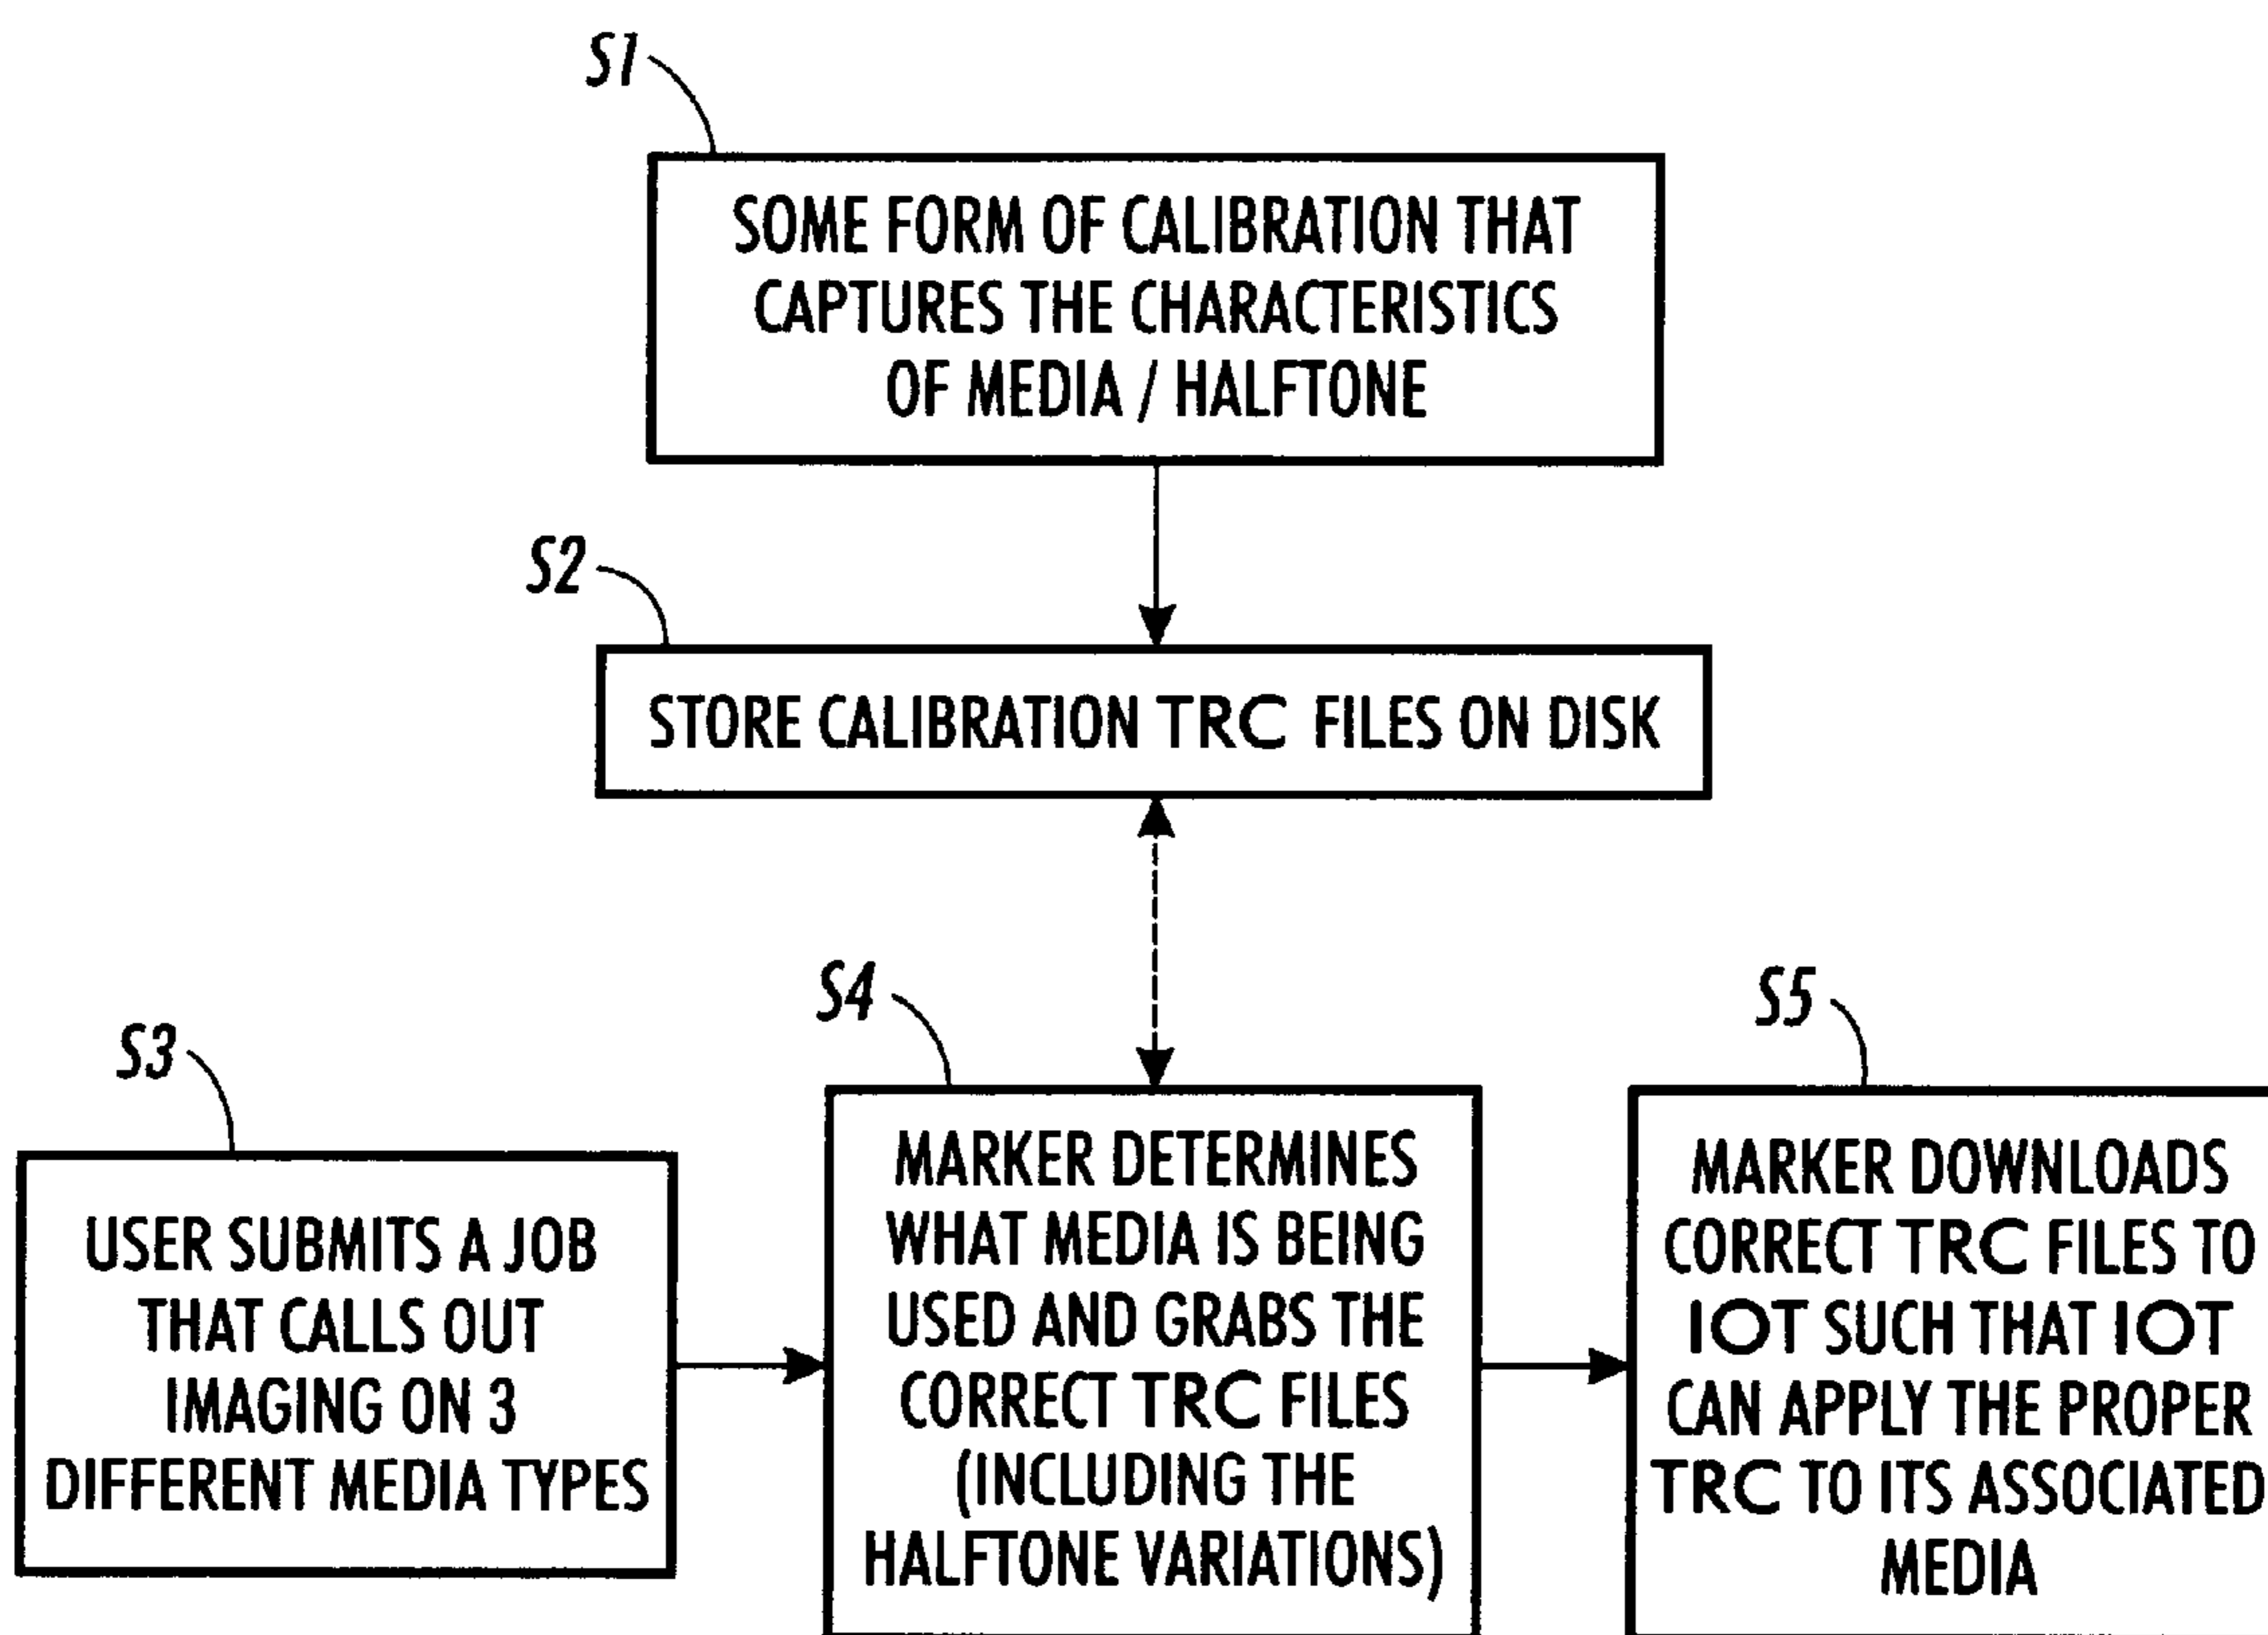 S1
SOME FORM OF CALIBRATION THAT
CAPTURES THE CHARACTERISTICS
OF MEDIA / HALFTONE
S2
STORE CALIBRATION TRC FILES ON DISK
S3
USER SUBMITS A JOB
THAT CALLS OUT
IMAGING ON 3
DIFFERENT MEDIA TYPES
S4
MARKER DETERMINES
WHAT MEDIA IS BEING
USED AND GRABS THE
CORRECT TRC FILES
(INCLUDING THE
HALFTONE VARIATIONS)
S5
MARKER DOWNLOADS
CORRECT TRC FILES TO
IOT SUCH THAT IOT
CAN APPLY THE PROPER
TRC TO ITS ASSOCIATED
MEDIA